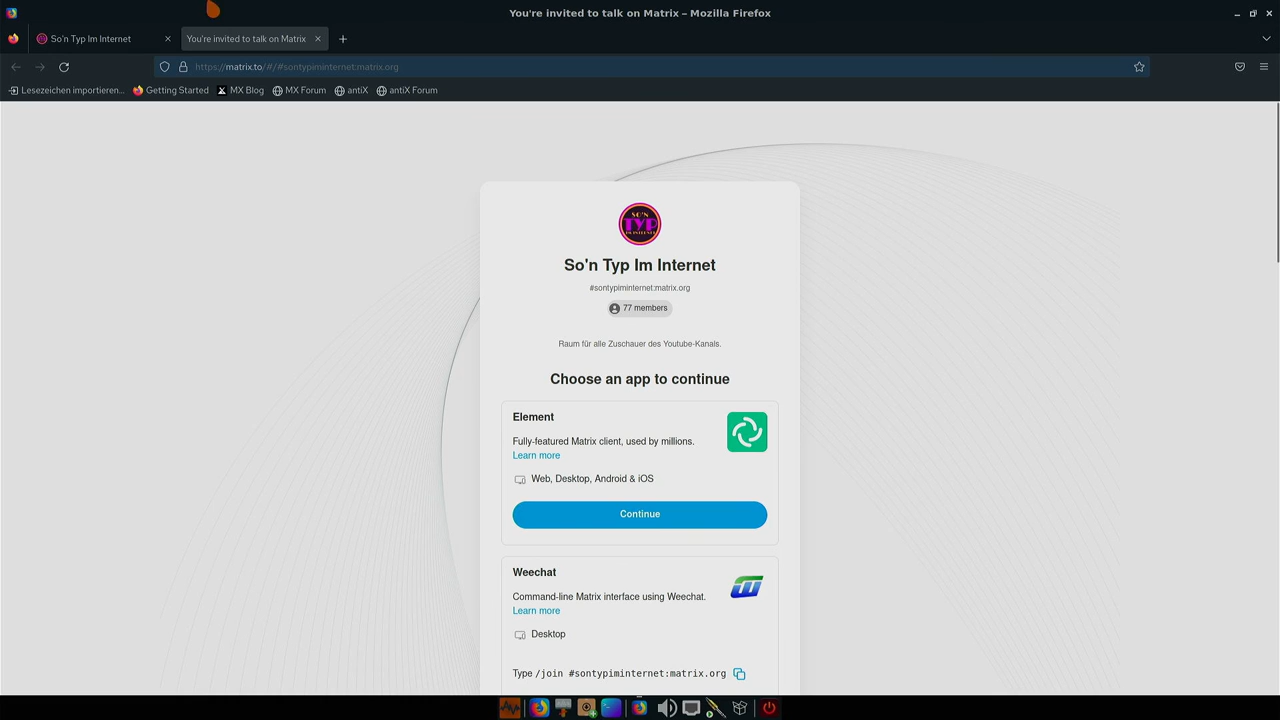 You're invited to talk on Matrix – Mozilla Firefox
So'n Typ Im Internet
You're invited to talk on Matrix
https://matrix.to/#/#sontypiminternet:matrix.org
Lesezeichen importieren...
Getting Started
MX Blog
MX Forum
antiX
antiX Forum
SO'N
TYP
IM INTERNET
So'n Typ Im Internet
#sontypiminternet:matrix.org
77 members
Raum für alle Zuschauer des Youtube-Kanals.
Choose an app to continue
Element
Fully-featured Matrix client, used by millions.
Learn more
Web, Desktop, Android & iOS
Continue
Weechat
Command-line Matrix interface using Weechat.
Learn more
Desktop
Type /join #sontypiminternet:matrix.org